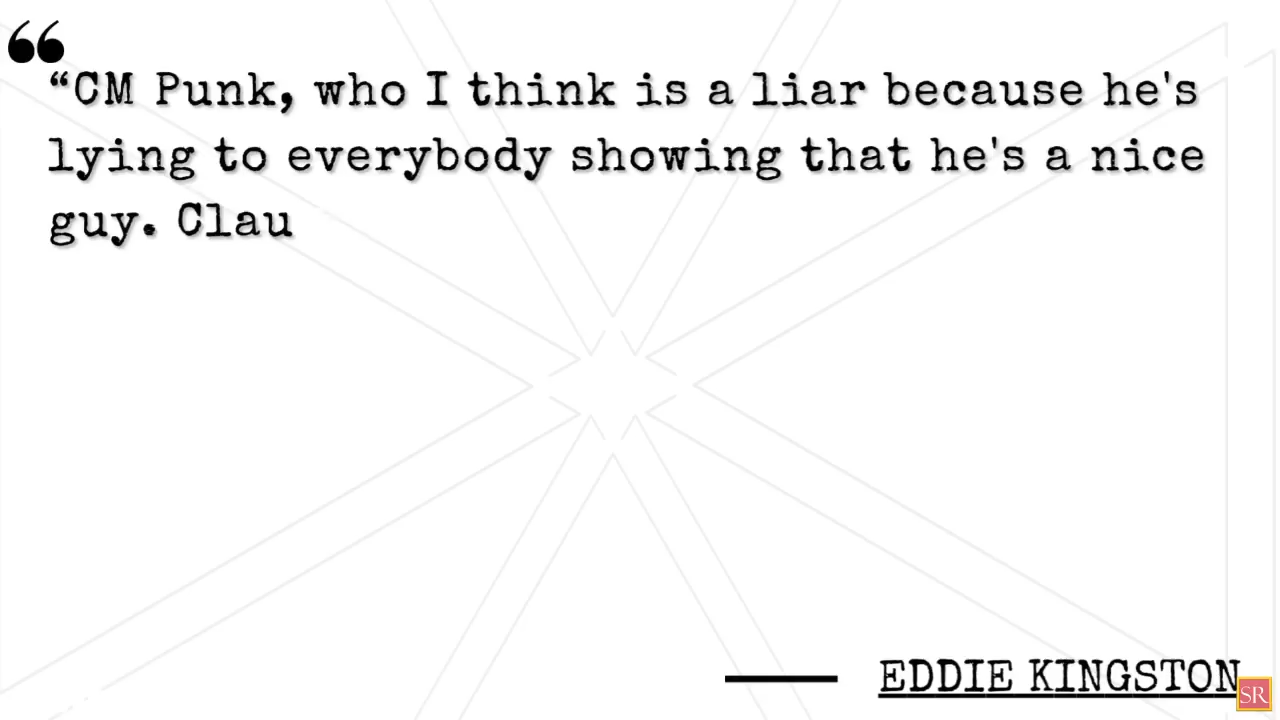 “CM Punk, who I think is a liar because he's
lying to everybody showing that he's a nice
guy. Clau
EDDIE KINGSTON
SR